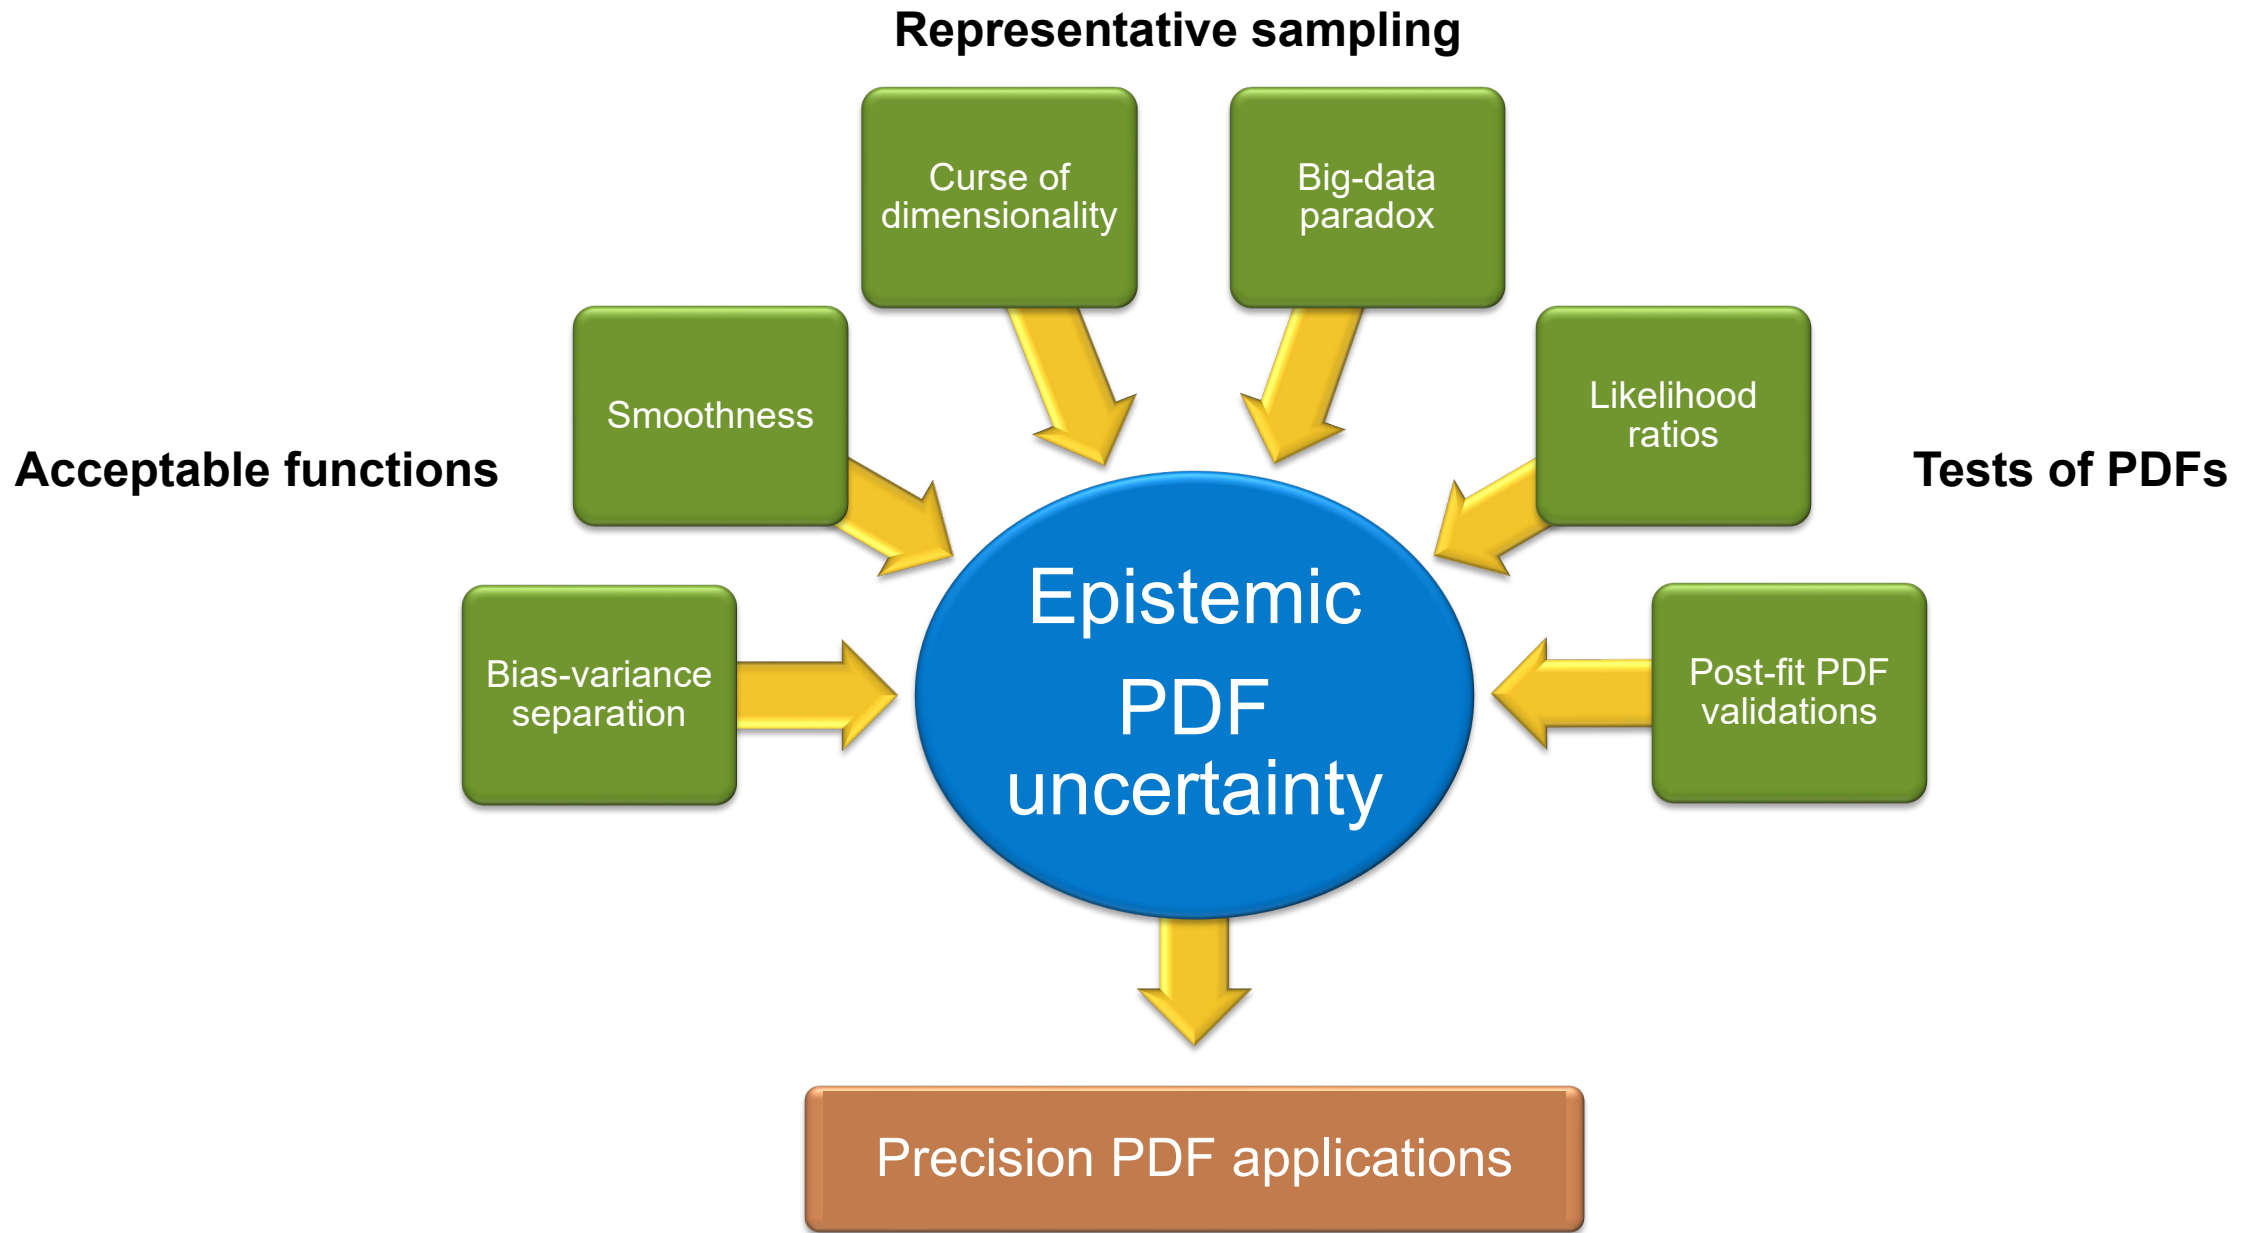 Representative sampling
Curse of
dimensionality
Big-data
paradox
Smoothness
Likelihood
ratios
Acceptable functions
Tests of PDFs
Bias-variance
separation
Epistemic
PDF
uncertainty
Post-fit PDF
validations
Precision PDF applications